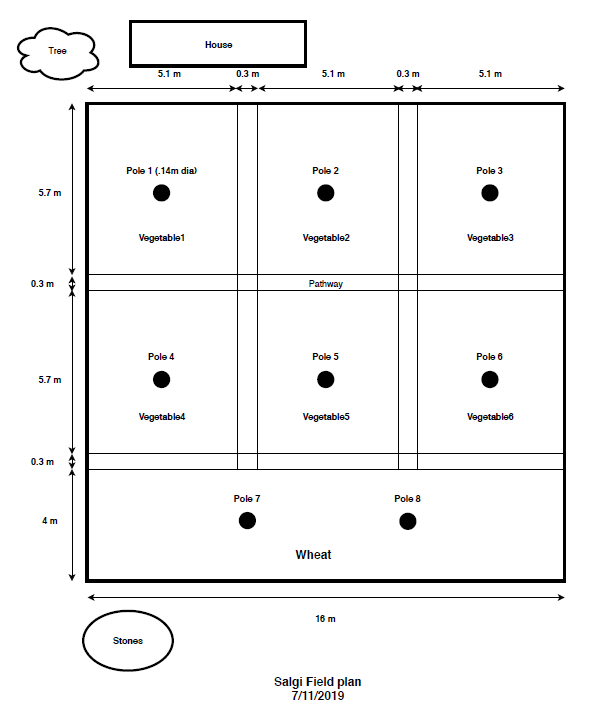 Tree
House
5.1 m
0.3 m
5.1 m
0.3 m
5.1 m
Pole 1 (.14m dia)
Pole 2
Pole 3
5.7 m
Vegetable1
Vegetable2
Vegetable3
0.3 m
Pathway
Pole 4
Pole 5
Pole 6
5.7 m
Vegetable4
Vegetable5
Vegetable6
0.3 m
Pole 7
Pole 8
4 m
Wheat
16 m
Stones
Salgi Field plan
7/11/2019